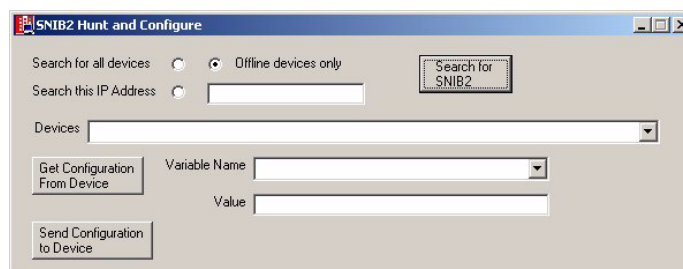 SNIB2 Hunt and Configure
Search for all devices
Offline devices only
Search for
SNIB2
Search this IP Address
Devices
Get Configuration
From Device
Variable Name
Value
Send Configuration
to Device